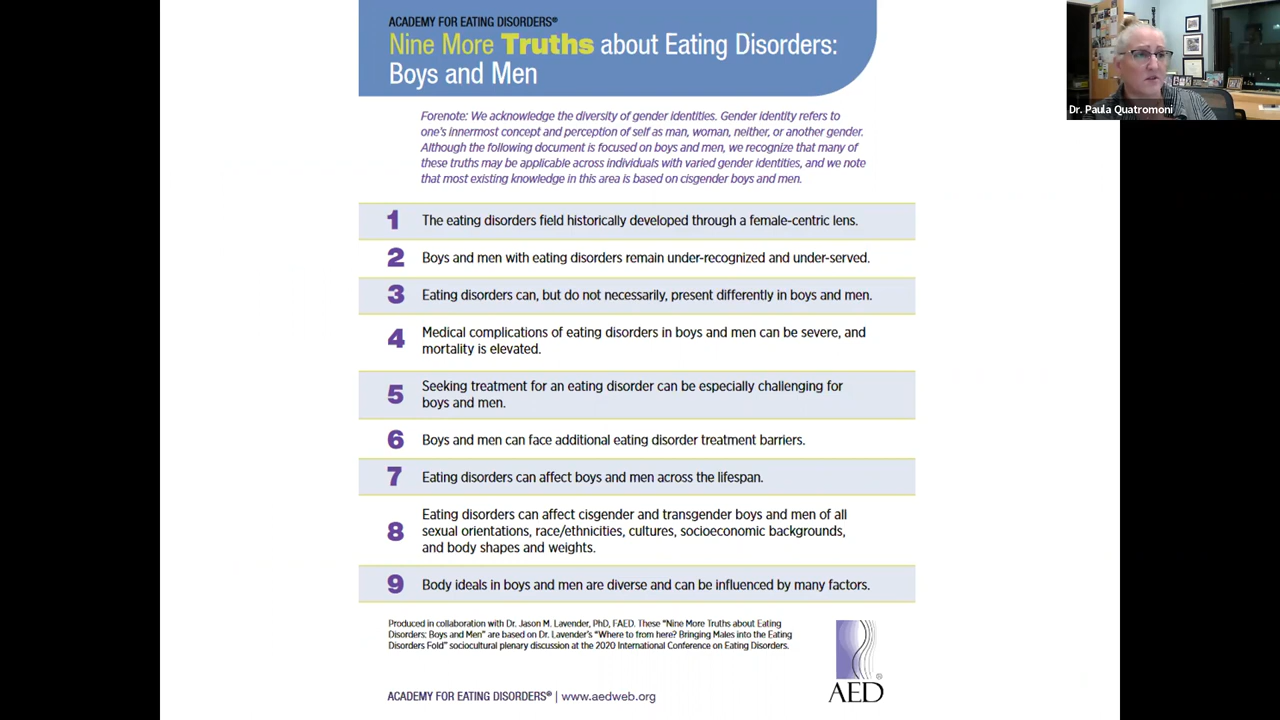 ACADEMY FOR EATING DISORDERS®
Nine More Truths about Eating Disorders:
Boys and Men
Dr. Paula Quatromoni
Forenote: We acknowledge the diversity of gender identities. Gender identity refers to
one's innermost concept and perception of self as man, woman, neither, or another gender.
Although the following document is focused on boys and men, we recognize that many of
these truths may be applicable across individuals with varied gender identities, and we note
that most existing knowledge in this area is based on cisgender boys and men.
1 The eating disorders field historically developed through a female-centric lens.
2 Boys and men with eating disorders remain under-recognized and under-served.
3 Eating disorders can, but do not necessarily, present differently in boys and men.
4 Medical complications of eating disorders in boys and men can be severe, and
mortality is elevated.
5 Seeking treatment for an eating disorder can be especially challenging for
boys and men.
6 Boys and men can face additional eating disorder treatment barriers.
7 Eating disorders can affect boys and men across the lifespan.
8 Eating disorders can affect cisgender and transgender boys and men of all
sexual orientations, race/ethnicities, cultures, socioeconomic backgrounds,
and body shapes and weights.
9 Body ideals in boys and men are diverse and can be influenced by many factors.
Produced in collaboration with Dr. Jason M. Lavender, PhD, FAED. These "Nine More Truths about Eating
Disorders: Boys and Men" are based on Dr. Lavender's "Where to from here? Bringing Males into the Eating
Disorders Fold" sociocultural plenary discussion at the 2020 International Conference on Eating Disorders.
®
AED
ACADEMY FOR EATING DISORDERS® | www.aedweb.org